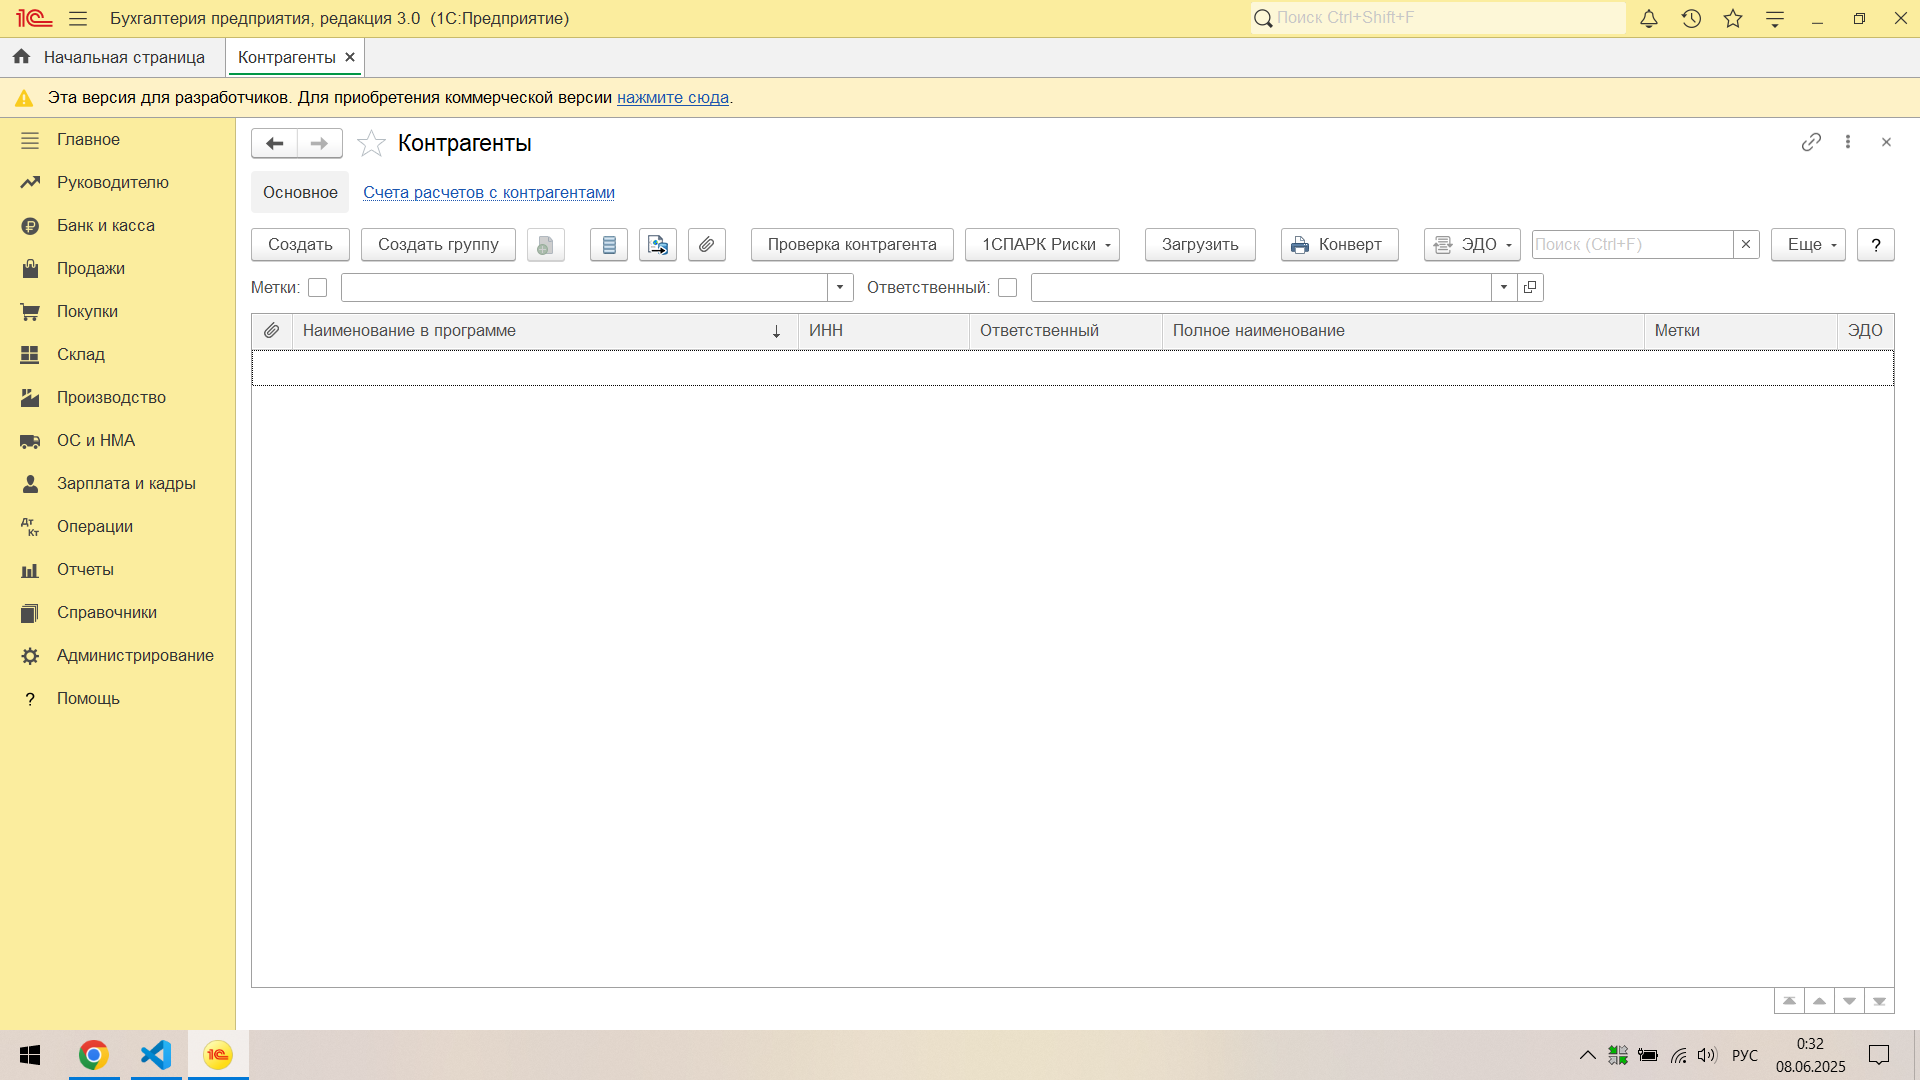 Бухгалтерия предприятия, редакция 3.0 (1С:Предприятие)
Поиск Ctrl+Shift+F
Начальная страница
Контрагенты
Эта версия для разработчиков. Для приобретения коммерческой версии нажмите сюда.
Главное
Руководителю
Банк и касса
Продажи
Покупки
Склад
Производство
ОС и НМА
Зарплата и кадры
Операции
Отчеты
Справочники
Администрирование
Помощь
Контрагенты
Основное Счета расчетов с контрагентами
Создать Создать группу Проверка контрагента 1СПАРК Риски Загрузить Конверт ЭДО Поиск (Ctrl+F) Еще ?
Метки: Ответственный:
Наименование в программе ИНН Ответственный Полное наименование Метки ЭДО
РУС
0:32
08.06.2025